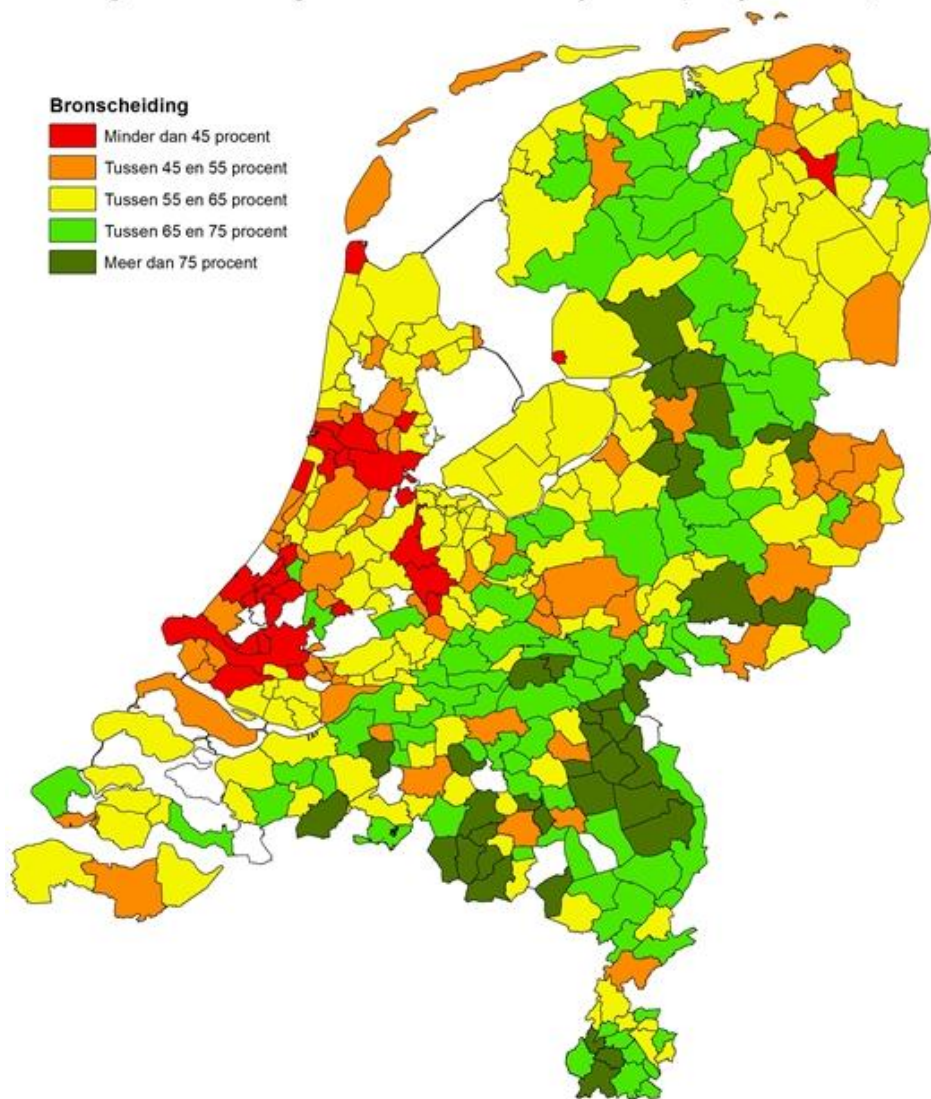 Bronscheiding
Minder dan 45 procent
Tussen 45 en 55 procent
Tussen 55 en 65 procent
Tussen 65 en 75 procent
Meer dan 75 procent